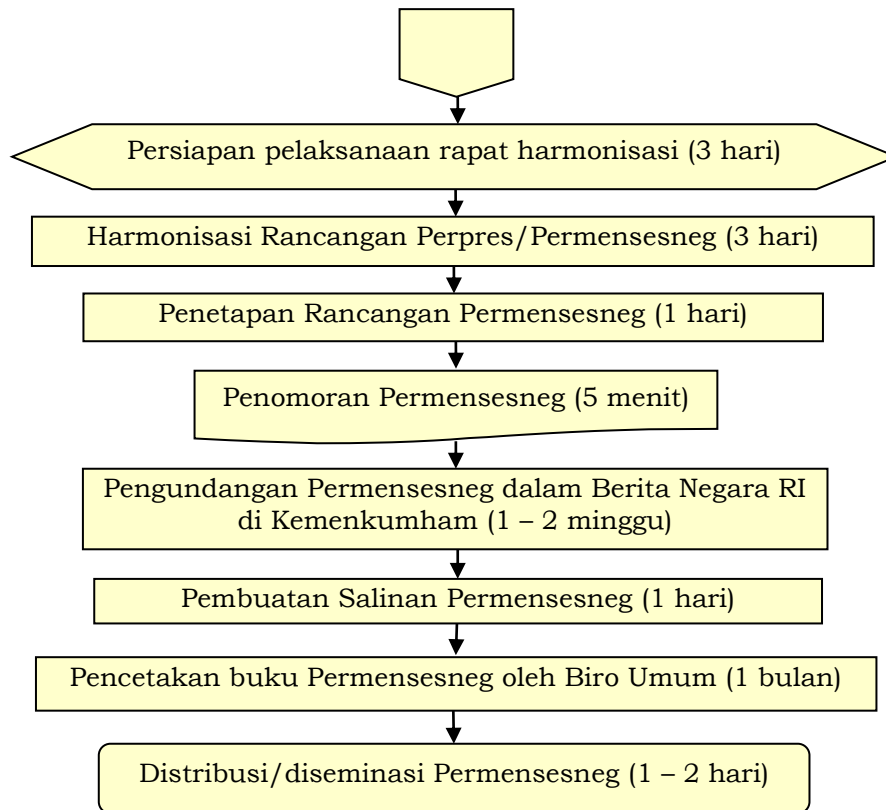 Persiapan pelaksanaan rapat harmonisasi (3 hari)
Harmonisasi Rancangan Perpres/Permensesneg (3 hari)
Penetapan Rancangan Permensesneg (1 hari)
Penomoran Permensesneg (5 menit)
Pengundangan Permensesneg dalam Berita Negara RI
di Kemenkumham (1 – 2 minggu)
Pembuatan Salinan Permensesneg (1 hari)
Pencetakan buku Permensesneg oleh Biro Umum (1 bulan)
Distribusi/diseminasi Permensesneg (1 – 2 hari)